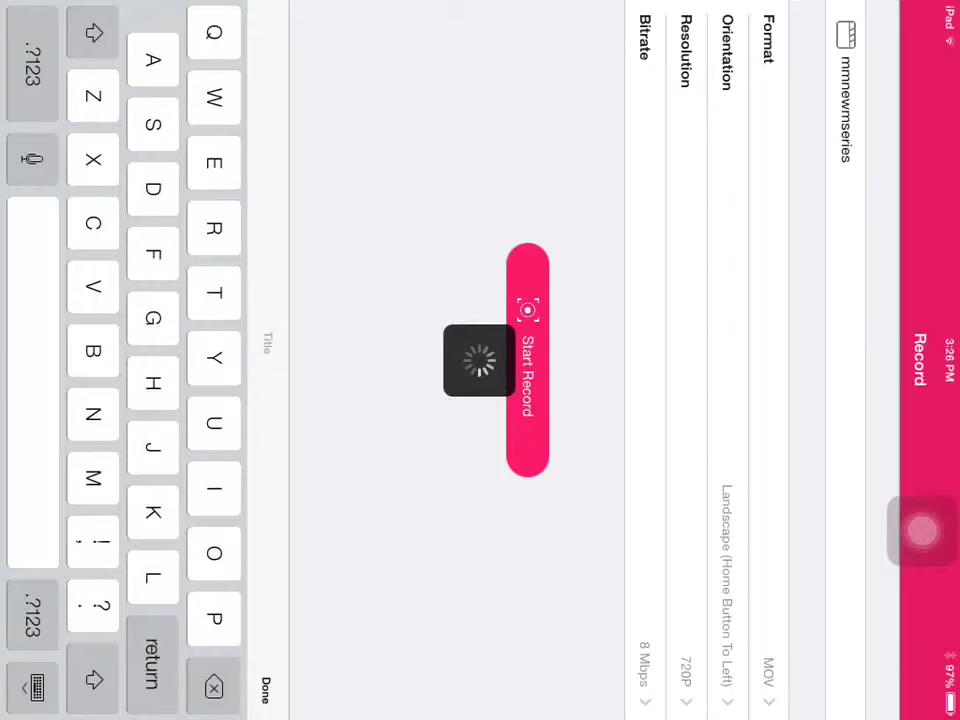 iPad 3:26 PM 97%
Record
mmnewmseries
Format MOV
Orientation Landscape (Home Button To Left)
Resolution 720P
Bitrate 8 Mbps
Start Record
Title Done
Q W E R T Y U I O P
A S D F G H J K L return
Z X C V B N M ! , ? .
.?123 .?123